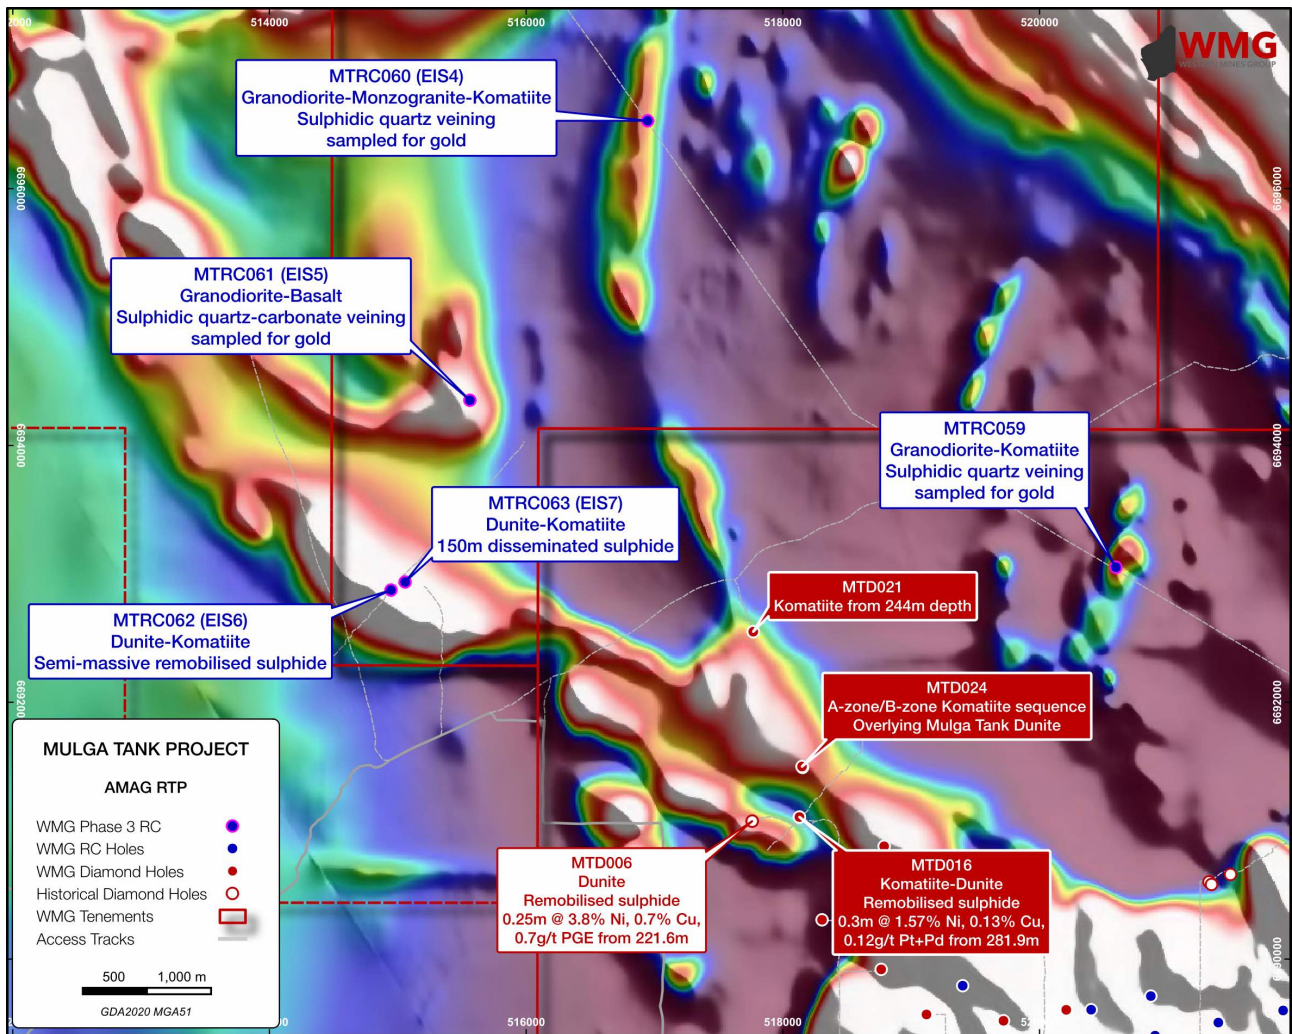 2000
514000
516000
518000
520000
WMG
WESTERN MINES GROUP
MTRC060 (EIS4)
Granodiorite-Monzogranite-Komatiite
Sulphidic quartz veining
sampled for gold
6696000
6696000
MTRC061 (EIS5)
Granodiorite-Basalt
Sulphidic quartz-carbonate veining
sampled for gold
MTRC059
Granodiorite-Komatiite
Sulphidic quartz veining
sampled for gold
6694000
6694000
MTRC063 (EIS7)
Dunite-Komatiite
150m disseminated sulphide
MTD021
Komatiite from 244m depth
MTRC062 (EIS6)
Dunite-Komatiite
Semi-massive remobilised sulphide
MTD024
A-zone/B-zone Komatiite sequence
Overlying Mulga Tank Dunite
669200
6692000
MULGA TANK PROJECT
AMAG RTP
WMG Phase 3 RC
WMG RC Holes
WMG Diamond Holes
Historical Diamond Holes
WMG Tenements
Access Tracks
500 1,000 m
GDA2020 MGA51
MTD006
Dunite
Remobilised sulphide
0.25m @ 3.8% Ni, 0.7% Cu,
0.7g/t PGE from 221.6m
MTD016
Komatiite-Dunite
Remobilised sulphide
0.3m @ 1.57% Ni, 0.13% Cu,
0.12g/t Pt+Pd from 281.9m
516000
518000